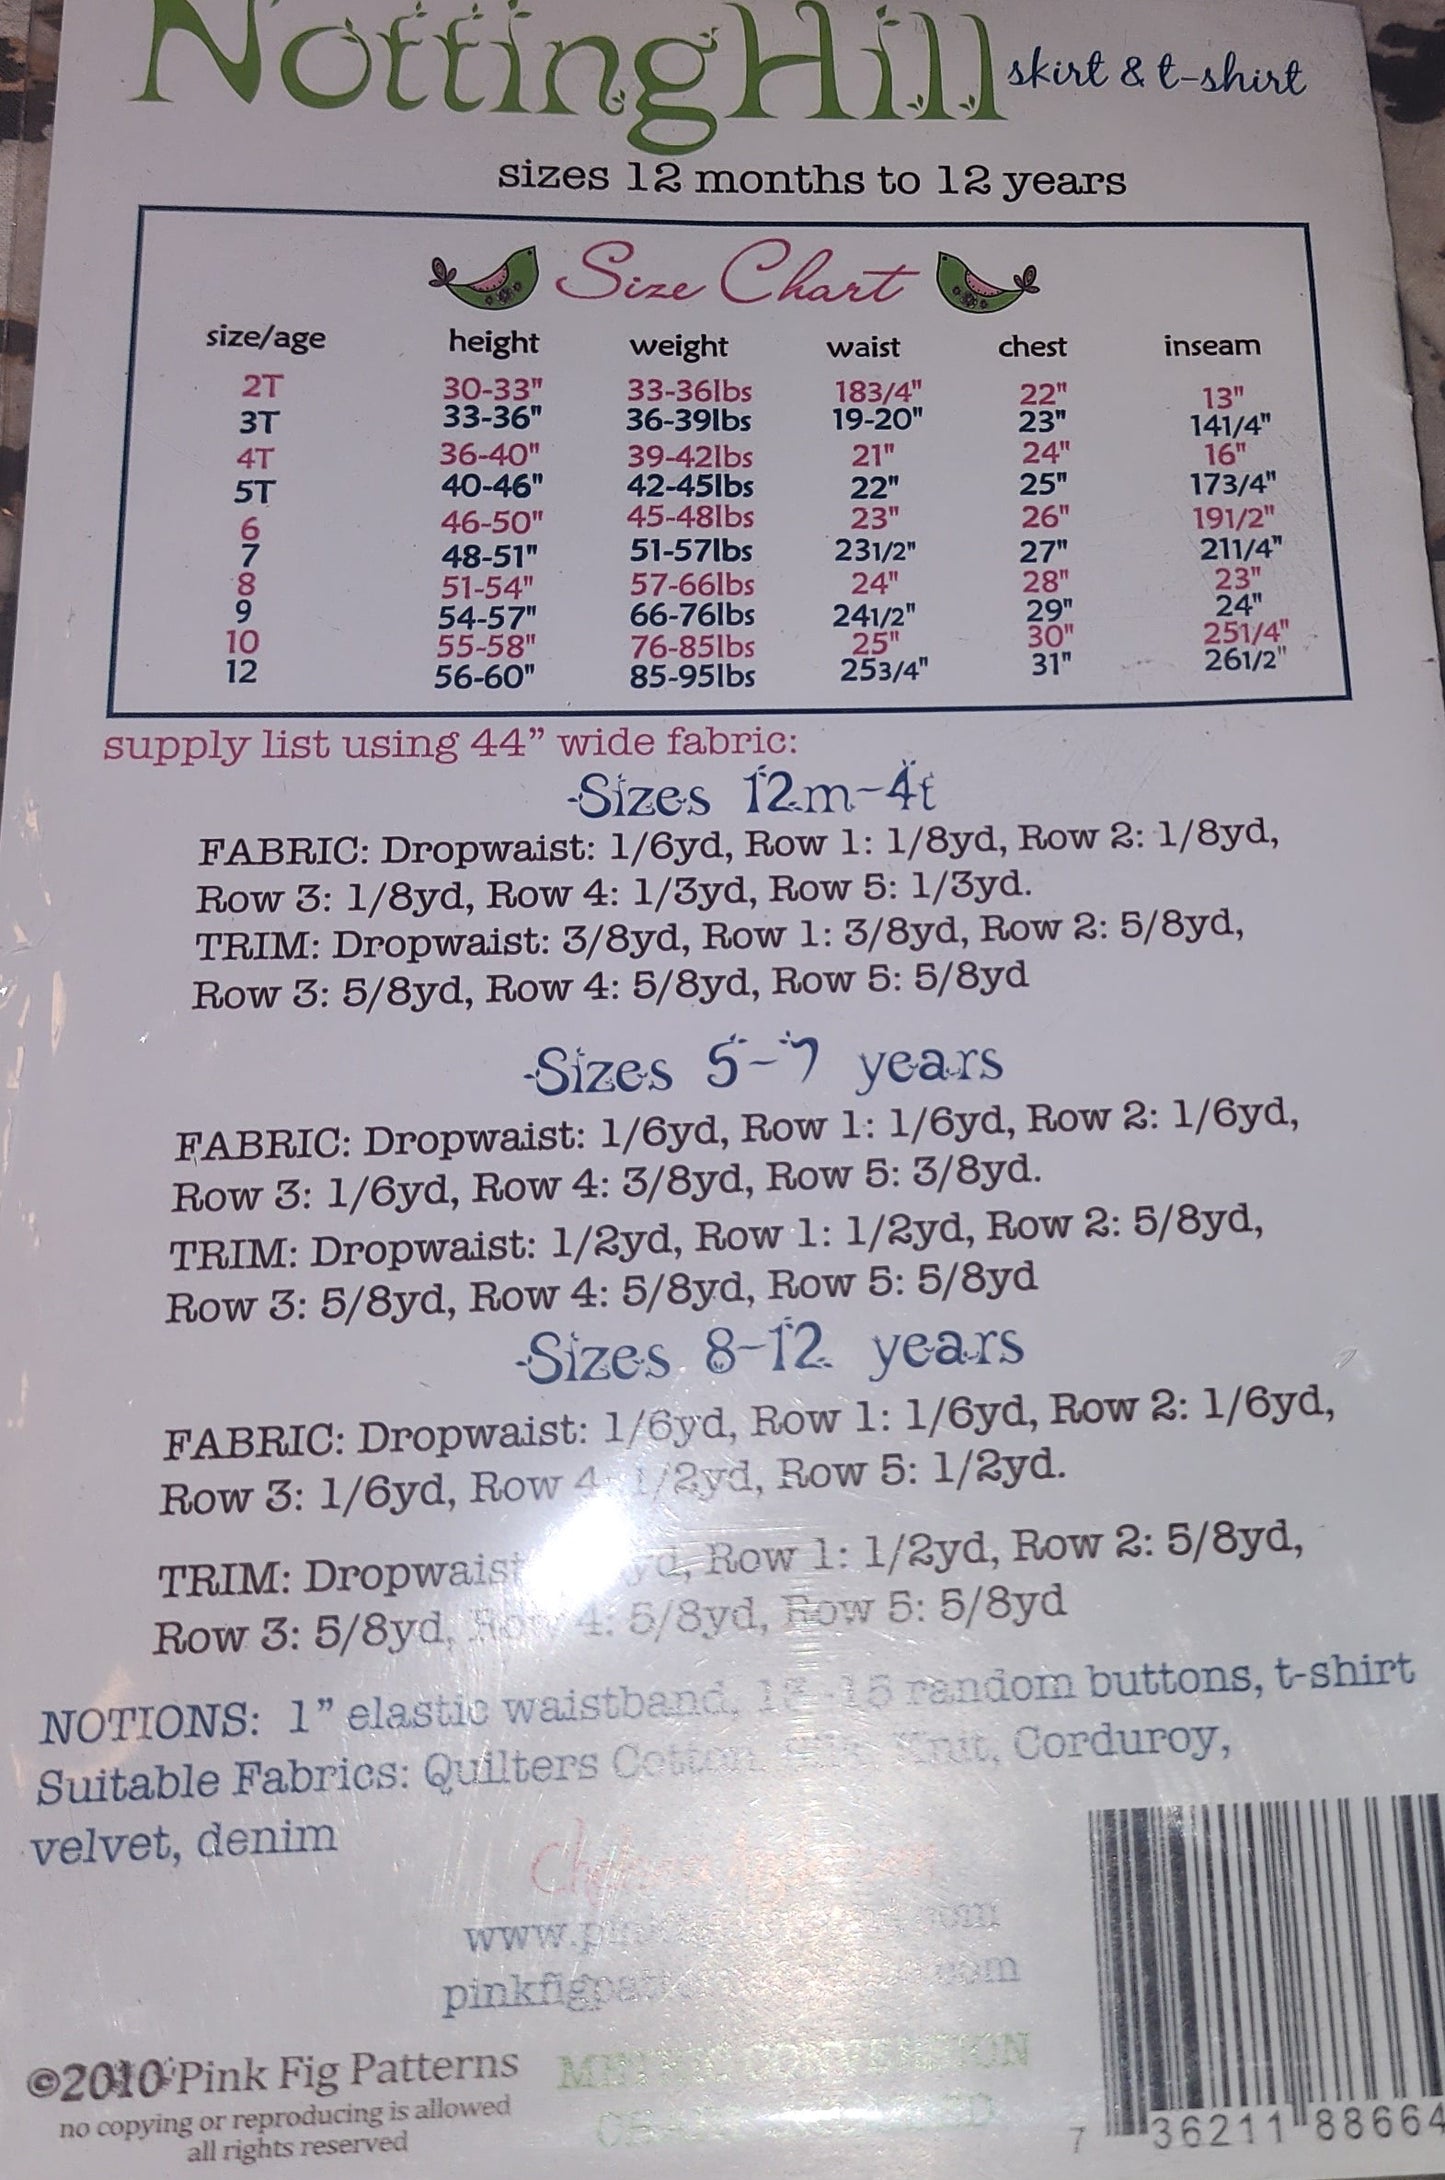 Notting Hill skirt & t-shirt
sizes 12 months to 12 years
Size Chart
size/age height weight waist chest inseam
2T 30-33" 33-36lbs 183/4" 22" 13"
3T 33-36" 36-39lbs 19-20" 23" 141/4"
4T 36-40" 39-42lbs 21" 24" 16"
5T 40-46" 42-45lbs 22" 25" 173/4"
6 46-50" 45-48lbs 23" 26" 191/2"
7 48-51" 51-57lbs 231/2" 27" 211/4"
8 51-54" 57-66lbs 24" 28" 23"
9 54-57" 66-76lbs 241/2" 29" 24"
10 55-58" 76-85lbs 25" 30" 251/4"
12 56-60" 85-95lbs 253/4" 31" 261/2"
supply list using 44” wide fabric:
-Sizes 12m-4t
FABRIC: Dropwaist: 1/6yd, Row 1: 1/8yd, Row 2: 1/8yd,
Row 3: 1/8yd, Row 4: 1/3yd, Row 5: 1/3yd.
TRIM: Dropwaist: 3/8yd, Row 1: 3/8yd, Row 2: 5/8yd,
Row 3: 5/8yd, Row 4: 5/8yd, Row 5: 5/8yd
-Sizes 5-7 years
FABRIC: Dropwaist: 1/6yd, Row 1: 1/6yd, Row 2: 1/6yd,
Row 3: 1/6yd, Row 4: 3/8yd, Row 5: 3/8yd.
TRIM: Dropwaist: 1/2yd, Row 1: 1/2yd, Row 2: 5/8yd,
Row 3: 5/8yd, Row 4: 5/8yd, Row 5: 5/8yd
-Sizes 8-12 years
FABRIC: Dropwaist: 1/6yd, Row 1: 1/6yd, Row 2: 1/6yd,
Row 3: 1/6yd, Row 4: 1/2yd, Row 5: 1/2yd.
TRIM: Dropwaist Row 1: 1/2yd, Row 2: 5/8yd,
Row 3: 5/8yd, Row 4: 5/8yd, Row 5: 5/8yd
NOTIONS: 1” elastic waistband, random buttons, t-shirt
Suitable Fabrics: Quilters Cotton, Knit, Corduroy,
velvet, denim
©2010 Pink Fig Patterns
no copying or reproducing is allowed
all rights reserved
7 36211 88664